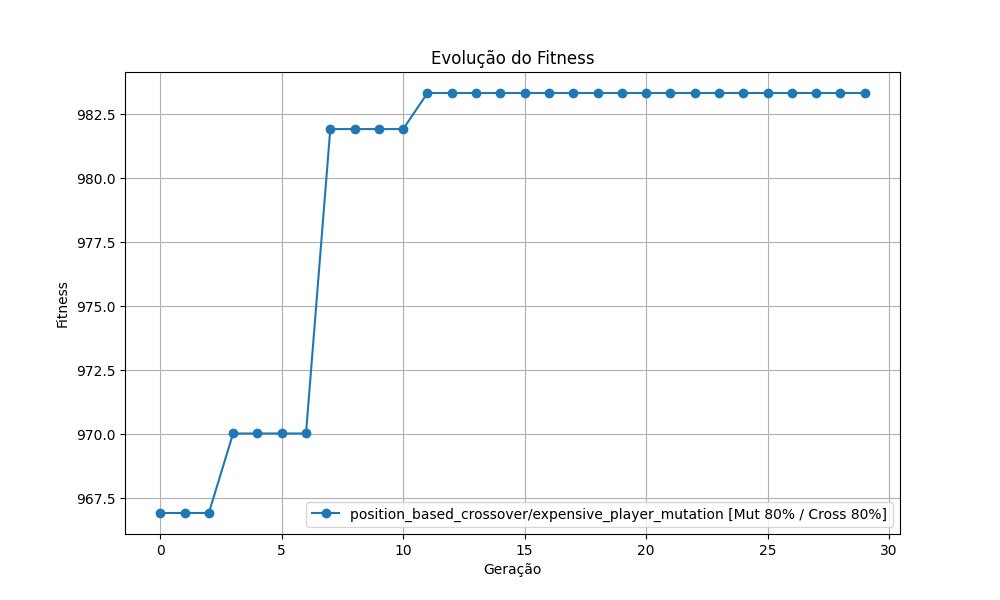 Evolução do Fitness
Fitness
982.5
980.0
977.5
975.0
972.5
970.0
967.5
position_based_crossover/expensive_player_mutation [Mut 80% / Cross 80%]
0 5 10 15 20 25 30
Geração